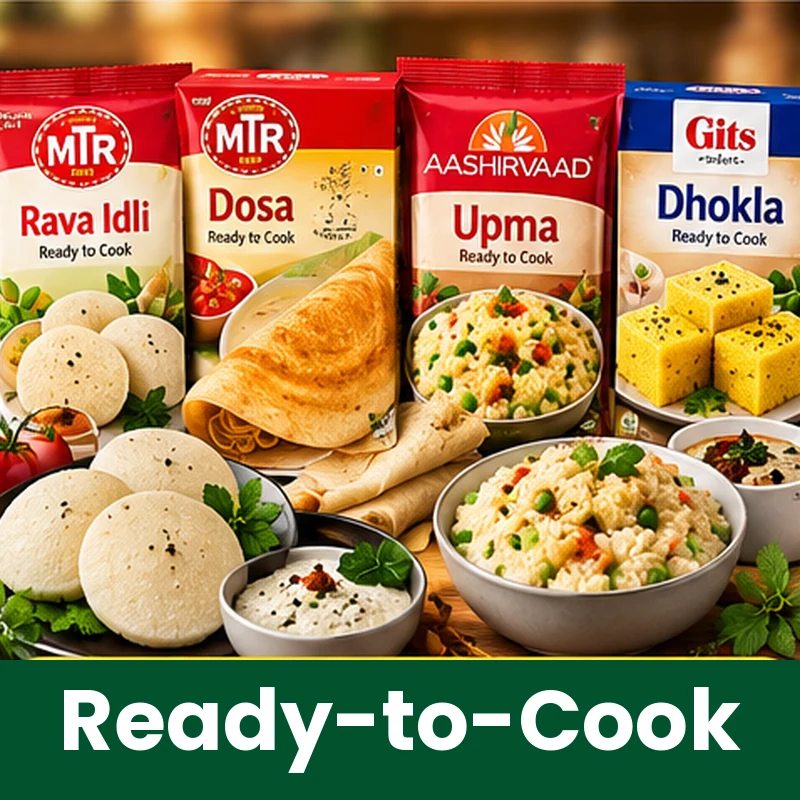 MTR
Rava Idli
Ready to Cook
MTR
Dosa
Ready to Cook
AASHIRVAAD
Upma
Ready to Cook
Gits
Dhokla
Ready to Cook
Ready-to-Cook